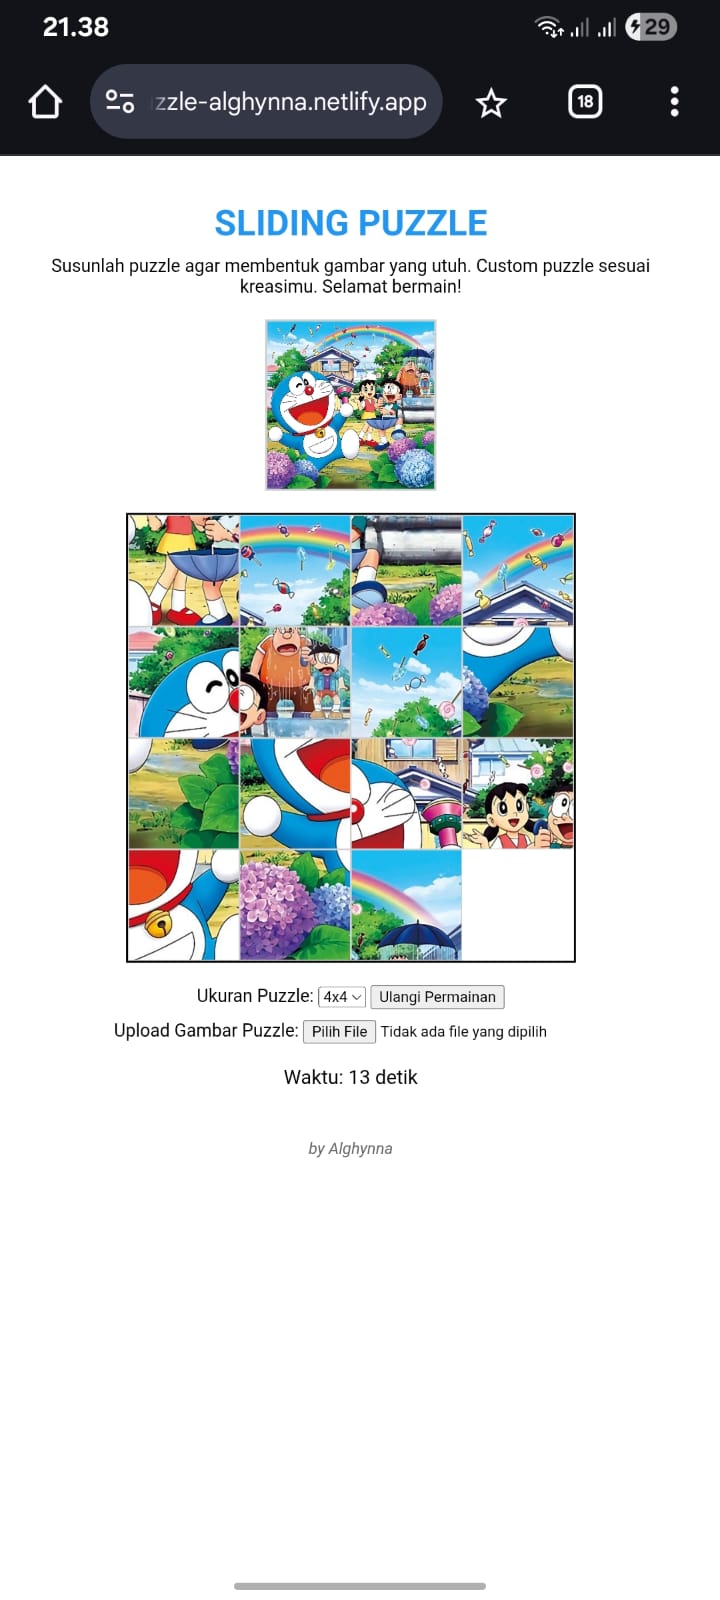 21.38
29
zzle-alghynna.netlify.app
18
SLIDING PUZZLE
Susunlah puzzle agar membentuk gambar yang utuh. Custom puzzle sesuai
kreasimu. Selamat bermain!
Ukuran Puzzle: 4x4 Ulangi Permainan
Upload Gambar Puzzle: Pilih File Tidak ada file yang dipilih
Waktu: 13 detik
by Alghynna